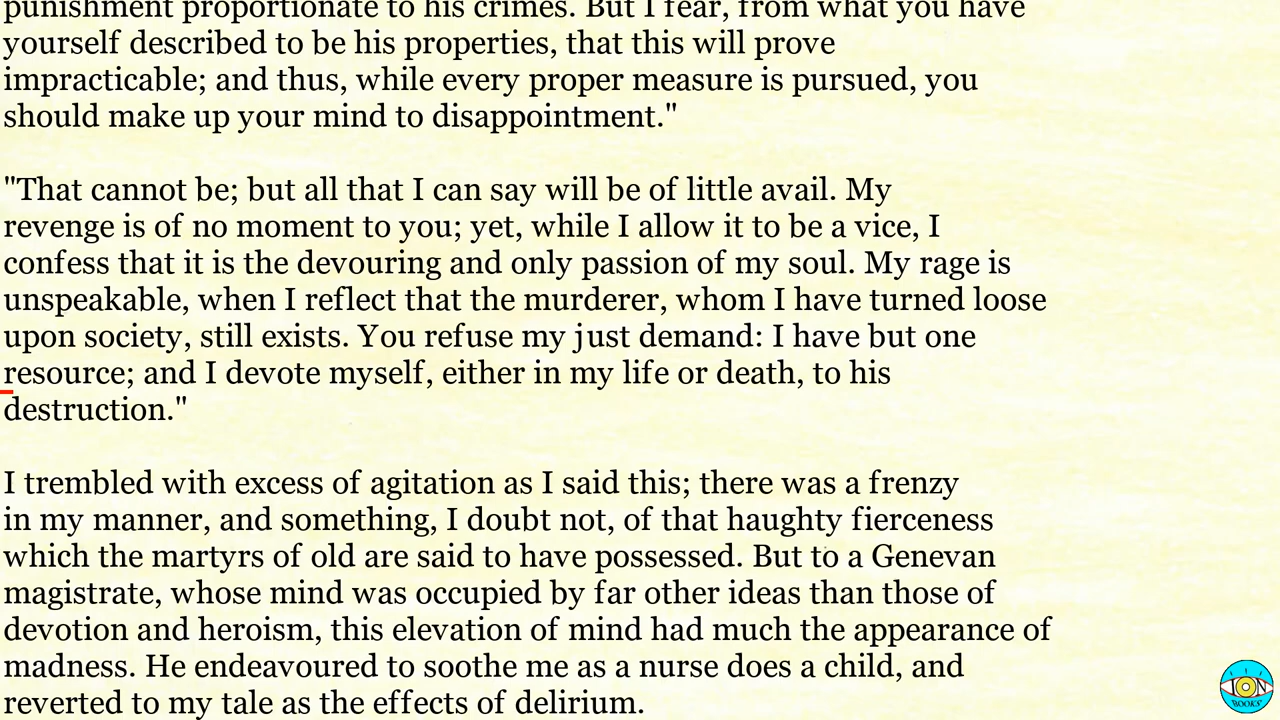 punishment proportionate to his crimes. But I fear, from what you have
yourself described to be his properties, that this will prove
impracticable; and thus, while every proper measure is pursued, you
should make up your mind to disappointment."
"That cannot be; but all that I can say will be of little avail. My
revenge is of no moment to you; yet, while I allow it to be a vice, I
confess that it is the devouring and only passion of my soul. My rage is
unspeakable, when I reflect that the murderer, whom I have turned loose
upon society, still exists. You refuse my just demand: I have but one
resource; and I devote myself, either in my life or death, to his
destruction."
I trembled with excess of agitation as I said this; there was a frenzy
in my manner, and something, I doubt not, of that haughty fierceness
which the martyrs of old are said to have possessed. But to a Genevan
magistrate, whose mind was occupied by far other ideas than those of
devotion and heroism, this elevation of mind had much the appearance of
madness. He endeavoured to soothe me as a nurse does a child, and
reverted to my tale as the effects of delirium.
ION
BOOKS